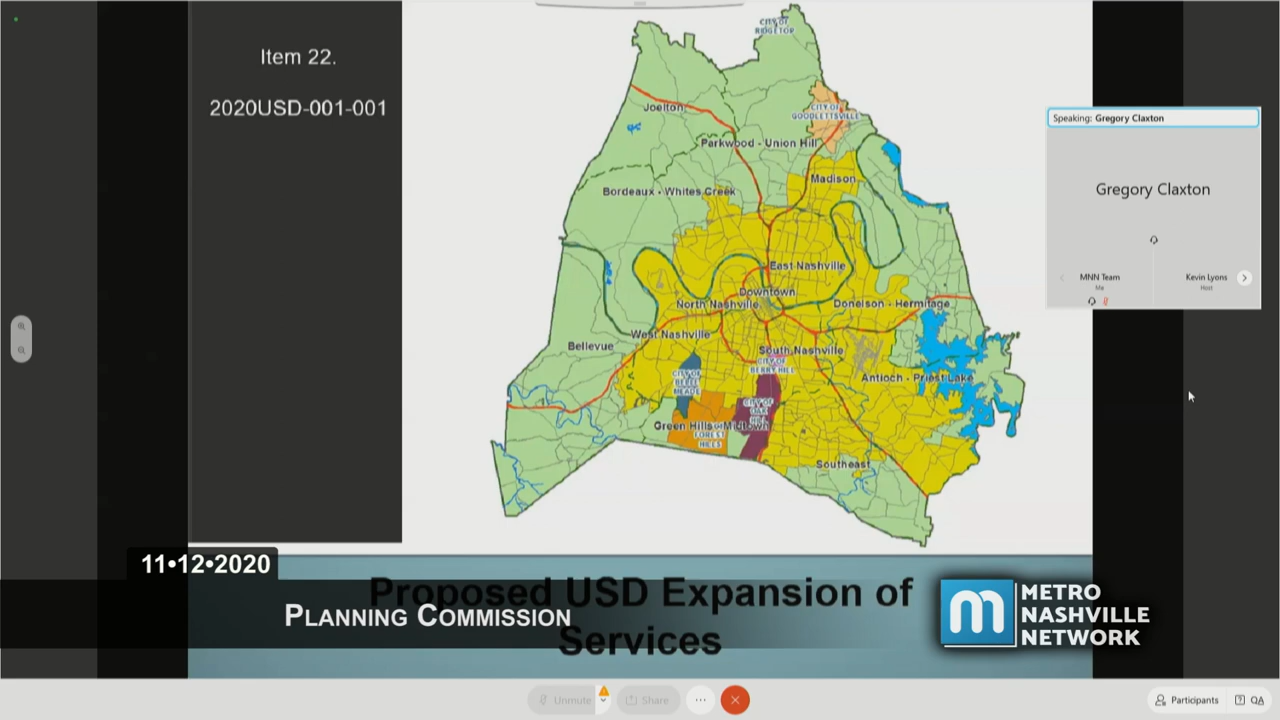 Item 22.
2020USD-001-001
CITY OF
RIDGETOP
Joelton
CITY OF
GOODLETTSVILLE
Parkwood - Union Hill
Madison
Bordeaux - Whites Creek
East Nashville
Downtown
North Nashville
Donelson - Hermitage
West Nashville
Bellevue
South Nashville
CITY OF
BERRY HILL
CITY OF
BELLE
MEADE
Antioch - Priest Lake
CITY OF
OAK
HILL
Green Hills - Midtown
FOREST
HILLS
Southeast
Speaking: Gregory Claxton
Gregory Claxton
MNN Team
Me
Kevin Lyons
Host
11•12•2020
Proposed USD Expansion of
Services
PLANNING COMMISSION
METRO
NASHVILLE
NETWORK
Unmute
Share
Participants
QA